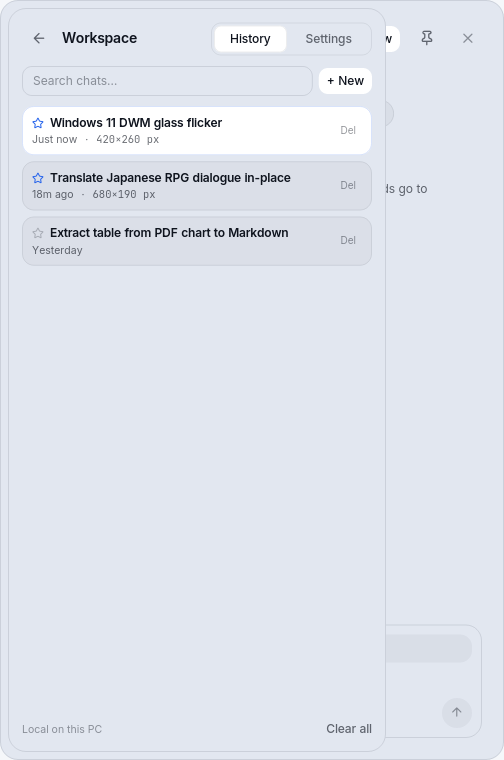 Workspace
History
Settings
Search chats...
+ New
Windows 11 DWM glass flicker
Just now · 420×260 px
Del
Translate Japanese RPG dialogue in-place
18m ago · 680×190 px
Del
Extract table from PDF chart to Markdown
Yesterday
Del
go to
Local on this PC
Clear all